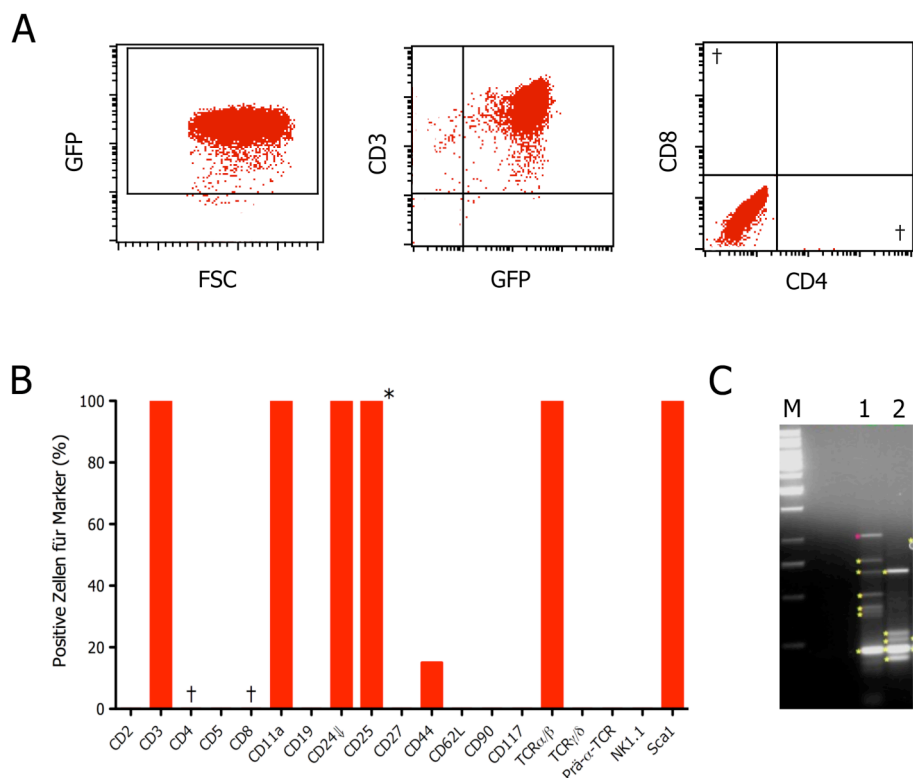 A
GFP
FSC
CD3
GFP
†
CD8
†
CD4
B
Positive Zellen für Marker (%)
100
80
60
40
20
0
*
†
†
CD2
CD3
CD4
CD5
CD8
CD11a
CD19
CD24
CD25
CD27
CD44
CD62L
CD90
CD117
TCRα/β
TCRγ/δ
Prä-α-TCR
NK1.1
Sca1
C
M 1 2